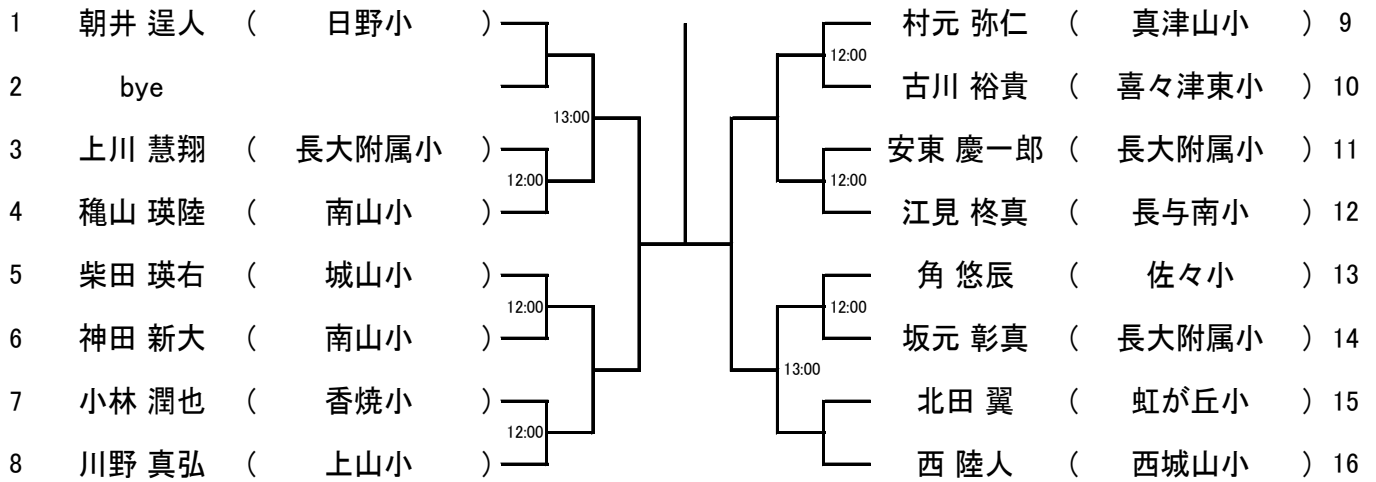 1 朝井 逞人 ( 日野小 )
2 bye
3 上川 慧翔 ( 長大附属小 )
4 穐山 瑛陸 ( 南山小 )
5 柴田 瑛右 ( 城山小 )
6 神田 新大 ( 南山小 )
7 小林 潤也 ( 香焼小 )
8 川野 真弘 ( 上山小 )
13:00
12:00
12:00
12:00
村元 弥仁 ( 真津山小 ) 9
古川 裕貴 ( 喜々津東小 ) 10
安東 慶一郎 ( 長大附属小 ) 11
江見 柊真 ( 長与南小 ) 12
角 悠辰 ( 佐々小 ) 13
坂元 彰真 ( 長大附属小 ) 14
北田 翼 ( 虹が丘小 ) 15
西 陸人 ( 西城山小 ) 16
12:00
12:00
12:00
13:00